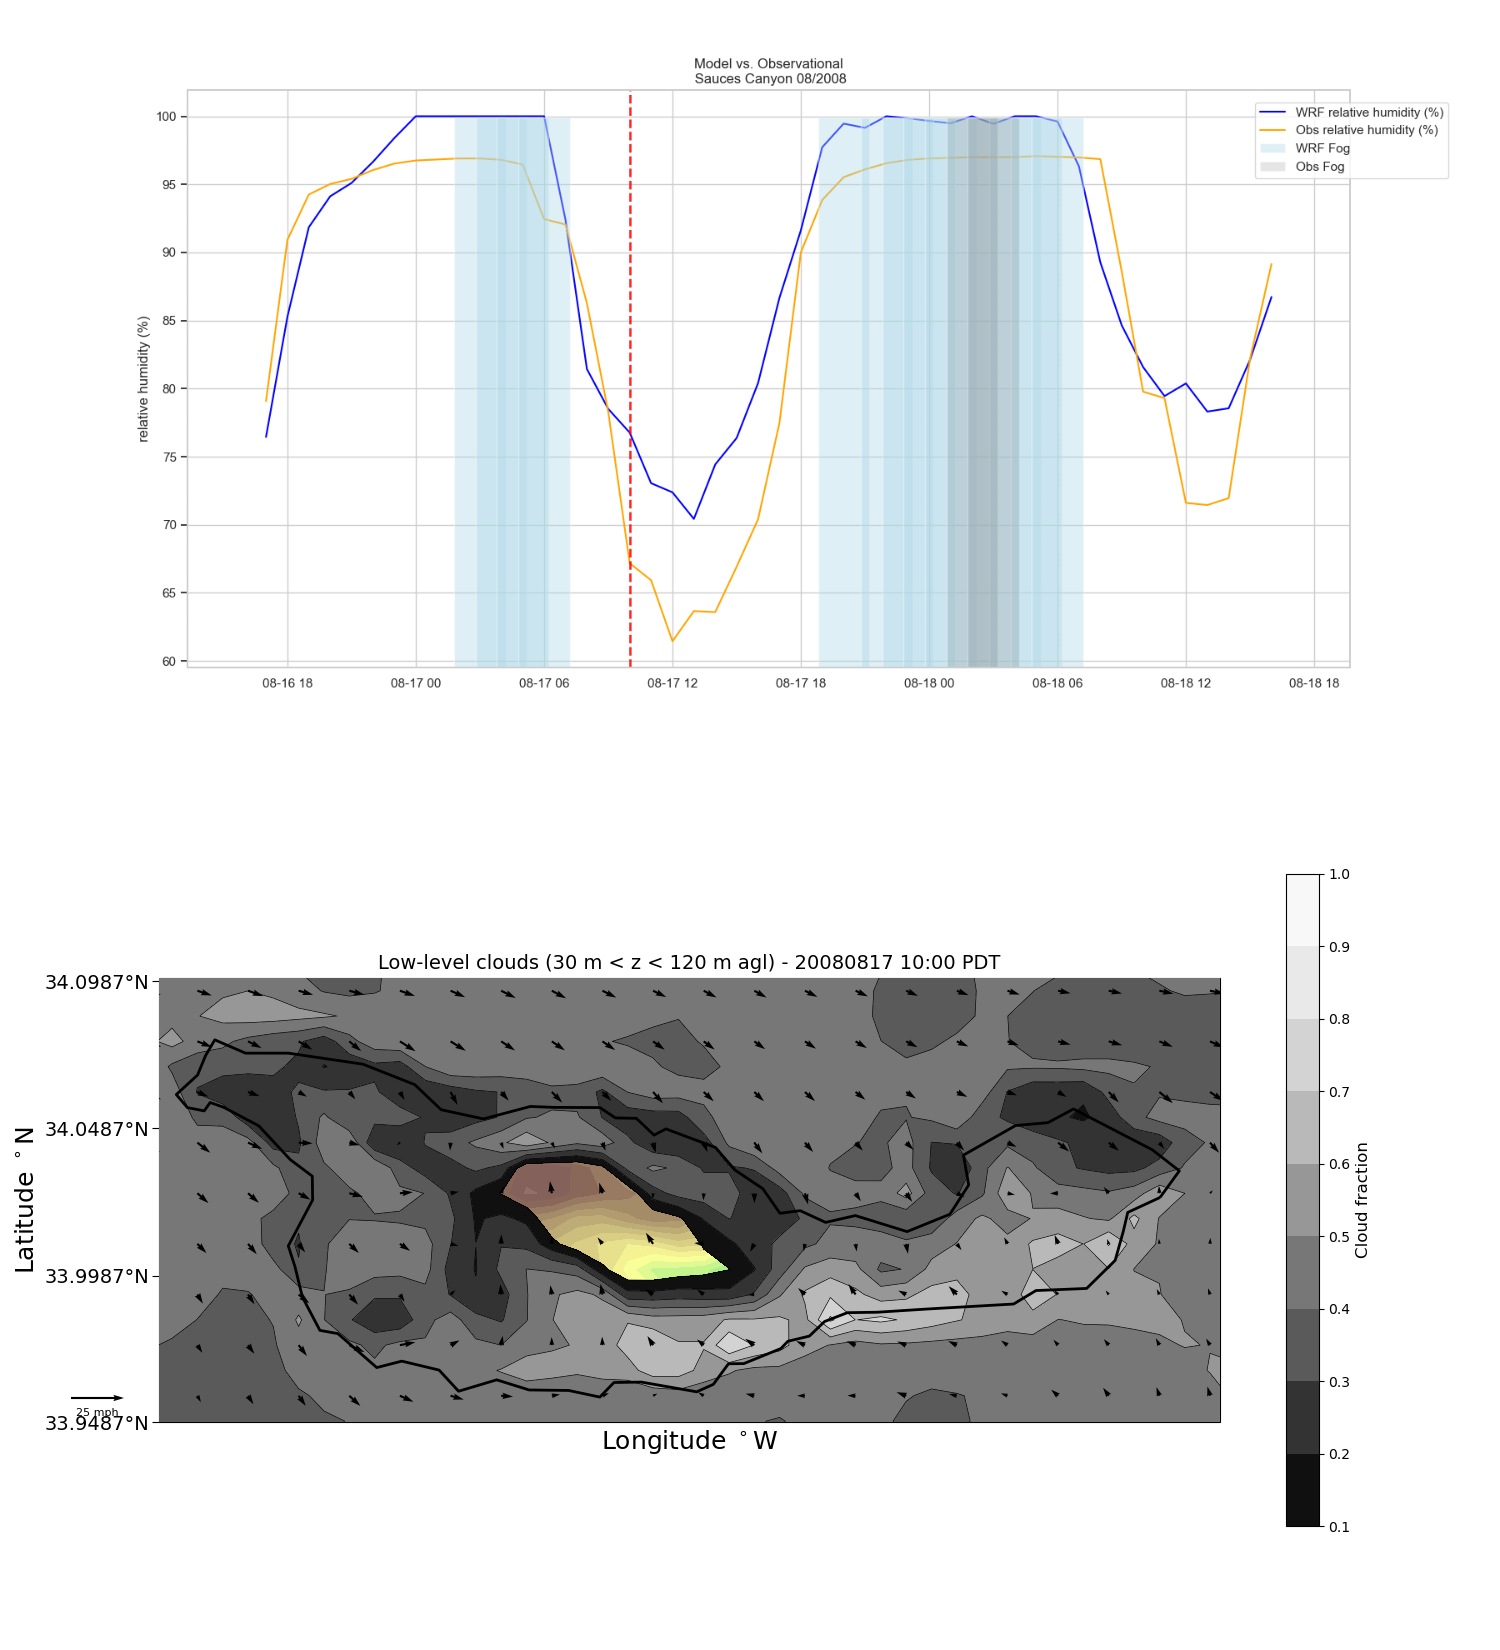 Model vs. Observational
Sauces Canyon 08/2008
100
95
90
85
80
75
70
65
60
relative humidity (%)
WRF relative humidity (%)
Obs relative humidity (%)
WRF Fog
Obs Fog
08-16 18
08-17 00
08-17 06
08-17 12
08-17 18
08-18 00
08-18 06
08-18 12
08-18 18
Low-level clouds (30 m < z < 120 m agl) - 20080817 10:00 PDT
34.0987°N
34.0487°N
33.9987°N
33.9487°N
Latitude °N
25 mph
Longitude °W
1.0
0.9
0.8
0.7
0.6
0.5
0.4
0.3
0.2
0.1
Cloud fraction